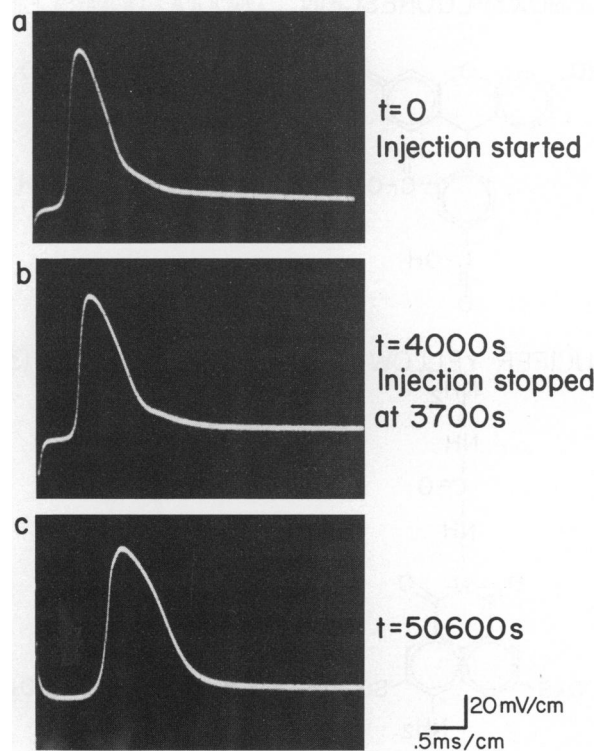 a
t=0
Injection started
b
t=4000s
Injection stopped
at 3700s
c
t=50600s
20mV/cm
.5ms/cm